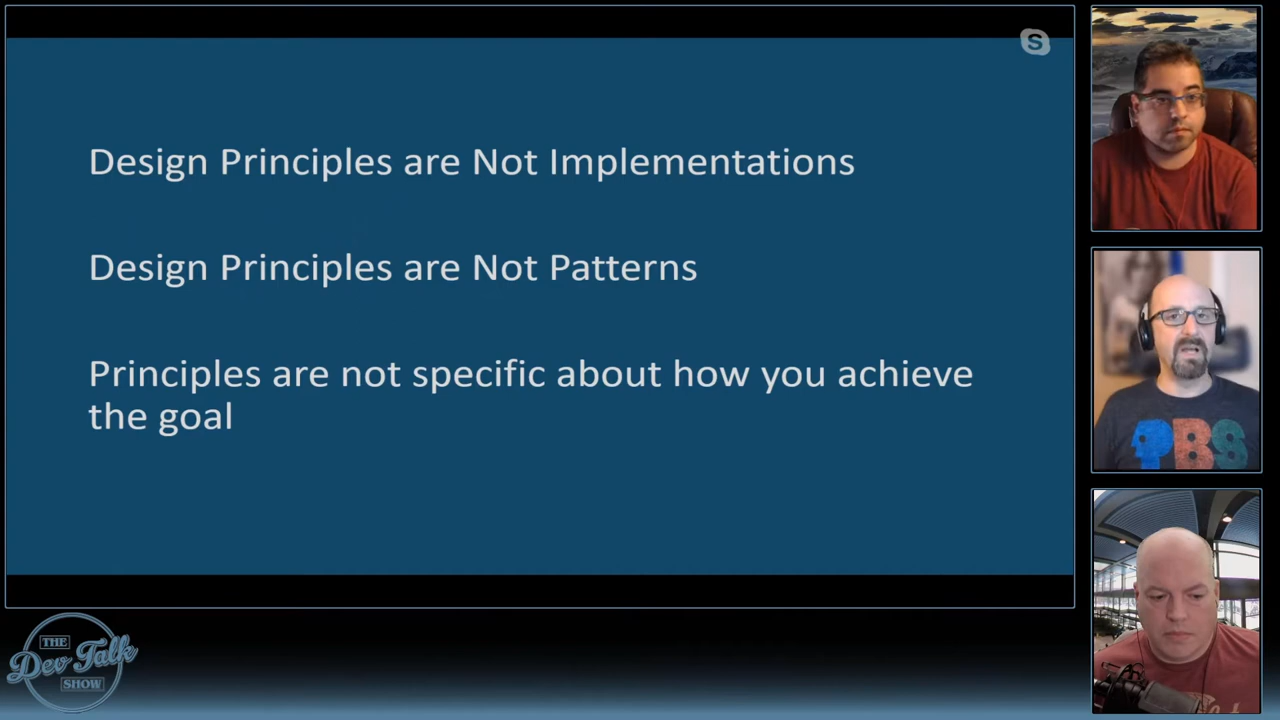 Design Principles are Not Implementations
Design Principles are Not Patterns
Principles are not specific about how you achieve
the goal
S
PBS
THE
Dev Talk
SHOW